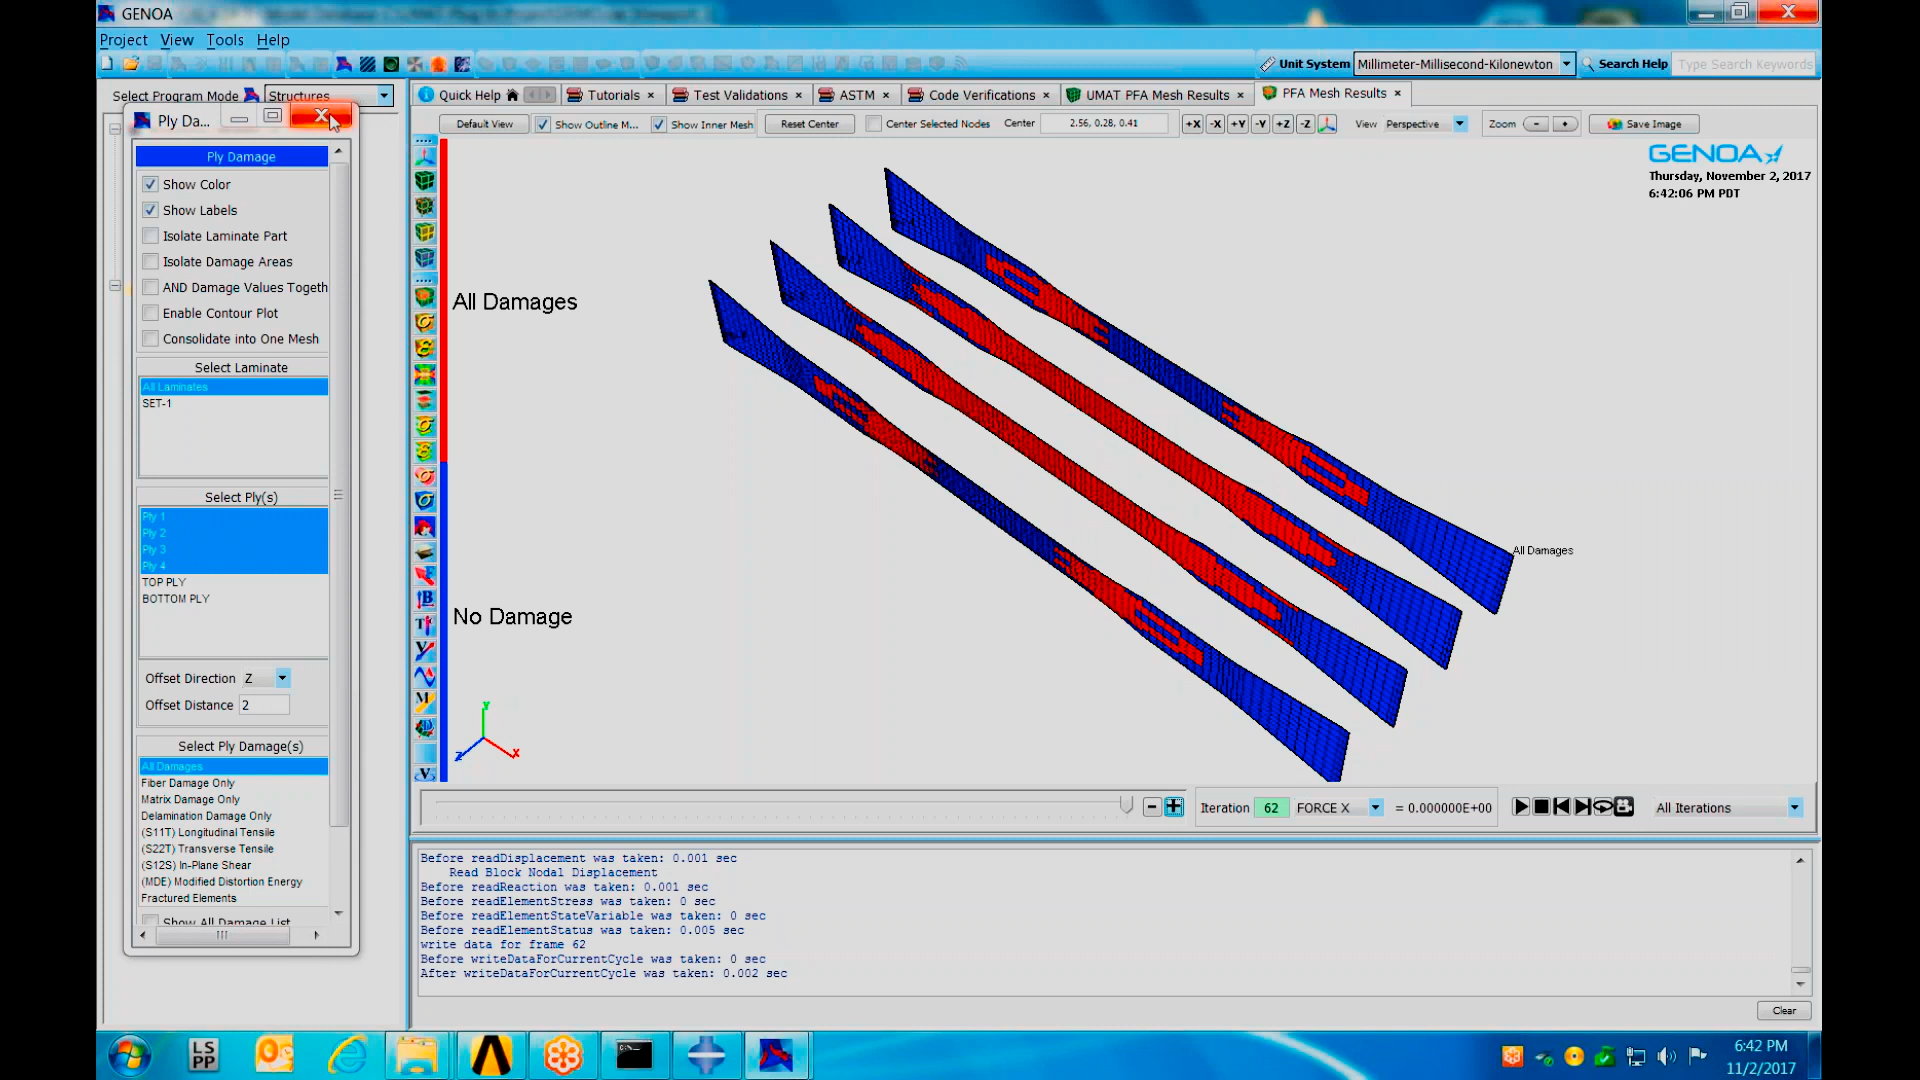 GENOA
Project View Tools Help
Unit System Millimeter-Millisecond-Kilonewton Search Help Type Search Keywords
Select Program Mode Structures
Quick Help Tutorials × Test Validations × ASTM × Code Verifications × UMAT PFA Mesh Results × PFA Mesh Results ×
Default View Show Outline M... Show Inner Mesh Reset Center Center Selected Nodes Center 2.56, 0.28, 0.41 +X -X +Y -Y +Z -Z View Perspective Zoom - + Save Image
Ply Da...
Ply Damage
Show Color
Show Labels
Isolate Laminate Part
Isolate Damage Areas
AND Damage Values Togeth
Enable Contour Plot
Consolidate into One Mesh
Select Laminate
All Laminates
SET-1
Select Ply(s)
Ply 1
Ply 2
Ply 3
Ply 4
TOP PLY
BOTTOM PLY
Offset Direction Z
Offset Distance 2
Select Ply Damage(s)
All Damages
Fiber Damage Only
Matrix Damage Only
Delamination Damage Only
(S11T) Longitudinal Tensile
(S22T) Transverse Tensile
(S12S) In-Plane Shear
(MDE) Modified Distortion Energy
Fractured Elements
Show All Damage List
GENOA
Thursday, November 2, 2017
6:42:06 PM PDT
All Damages
No Damage
All Damages
Y
Z
X
Iteration 62 FORCE X = 0.000000E+00 All Iterations
Before readDisplacement was taken: 0.001 sec
Read Block Nodal Displacement
Before readReaction was taken: 0.001 sec
Before readElementStress was taken: 0 sec
Before readElementStateVariable was taken: 0 sec
Before readElementStatus was taken: 0.005 sec
write data for frame 62
Before writeDataForCurrentCycle was taken: 0 sec
After writeDataForCurrentCycle was taken: 0.002 sec
Clear
LS
PP
6:42 PM
11/2/2017